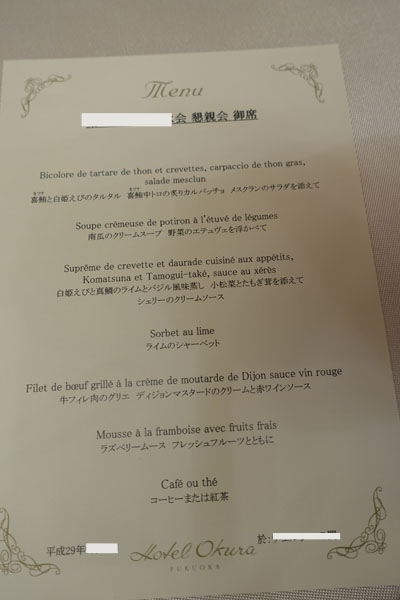 Menu
会 懇親会 御席
Bicolore de tartare de thon et crevettes, carpaccio de thon gras,
salade mesclun
喜鮪と白姫えびのタルタル 喜鮪中トロの炙りカルパッチョ メスクランのサラダを添えて
Soupe crémeuse de potiron à l'étuvé de légumes
南瓜のクリームスープ 野菜のエテュヴェを浮かべて
Suprême de crevette et daurade cuisiné aux appétits,
Komatsuna et Tamogui-také, sauce au xérès
白姫えびと真鯛のライムとバジル風味蒸し 小松菜とたもぎ茸を添えて
シェリーのクリームソース
Sorbet au lime
ライムのシャーベット
Filet de bœuf grillé à la crème de moutarde de Dijon sauce vin rouge
牛フィレ肉のグリエ ディジョンマスタードのクリームと赤ワインソース
Mousse à la framboise avec fruits frais
ラズベリームース フレッシュフルーツとともに
Café ou thé
コーヒーまたは紅茶
平成29年
於:
Hotel Okura
FUKUOKA